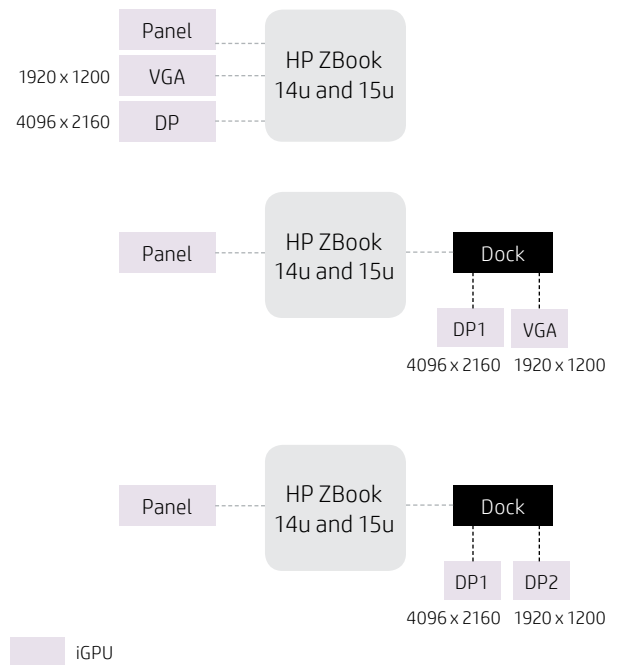 Panel
HP ZBook
14u and 15u
1920 x 1200
VGA
4096 x 2160
DP
Panel
HP ZBook
14u and 15u
Dock
DP1
VGA
4096 x 2160
1920 x 1200
Panel
HP ZBook
14u and 15u
Dock
DP1
DP2
4096 x 2160
1920 x 1200
iGPU